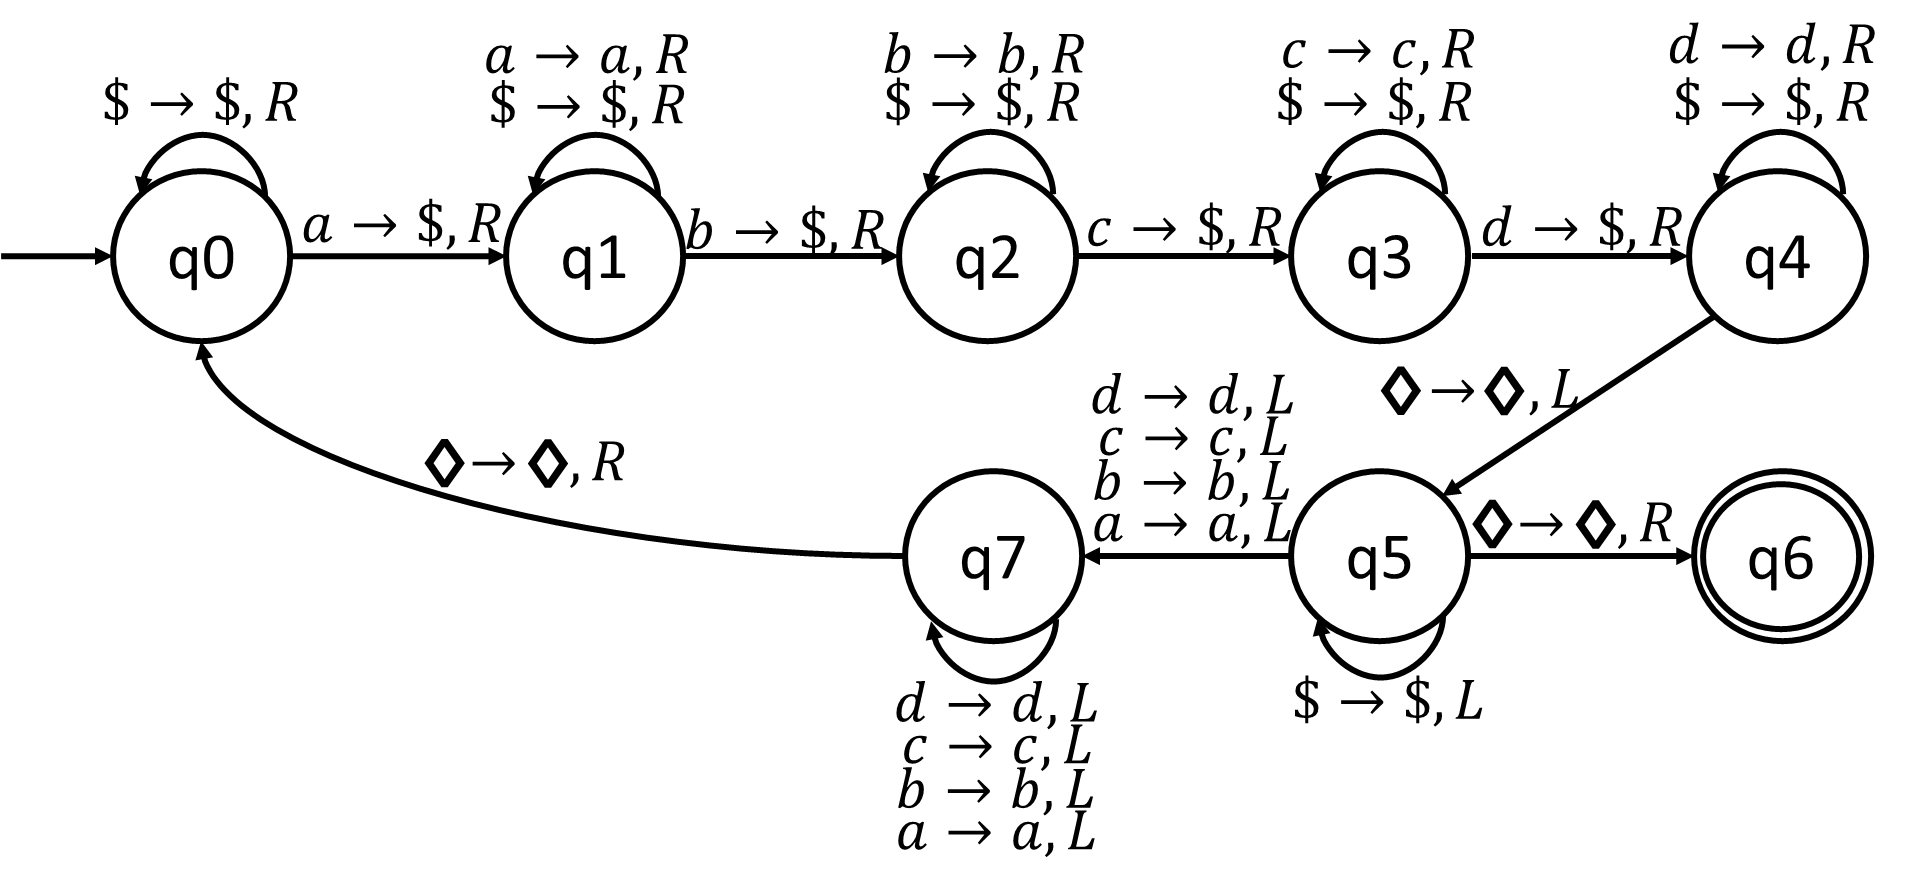 $ → $, R
a → a, R
$ → $, R
b → b, R
$ → $, R
c → c, R
$ → $, R
d → d, R
$ → $, R
q0
a → $, R
q1
b → $, R
q2
c → $, R
q3
d → $, R
q4
◊ → ◊, L
d → d, L
c → c, L
b → b, L
a → a, L
◊ → ◊, R
q7
q5
◊ → ◊, R
q6
d → d, L
c → c, L
b → b, L
a → a, L
$ → $, L